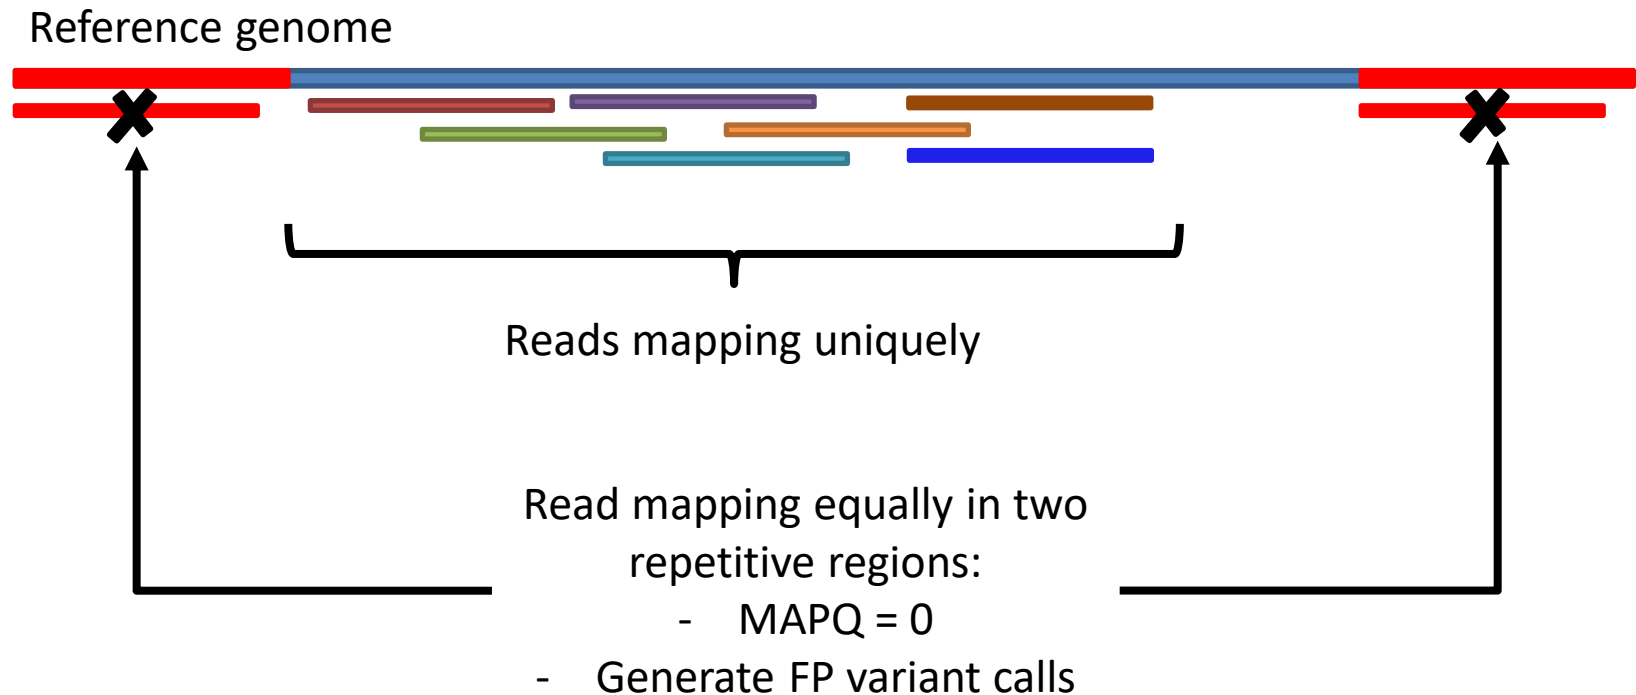 Reference genome
Reads mapping uniquely
Read mapping equally in two
repetitive regions:
- MAPQ = 0
- Generate FP variant calls